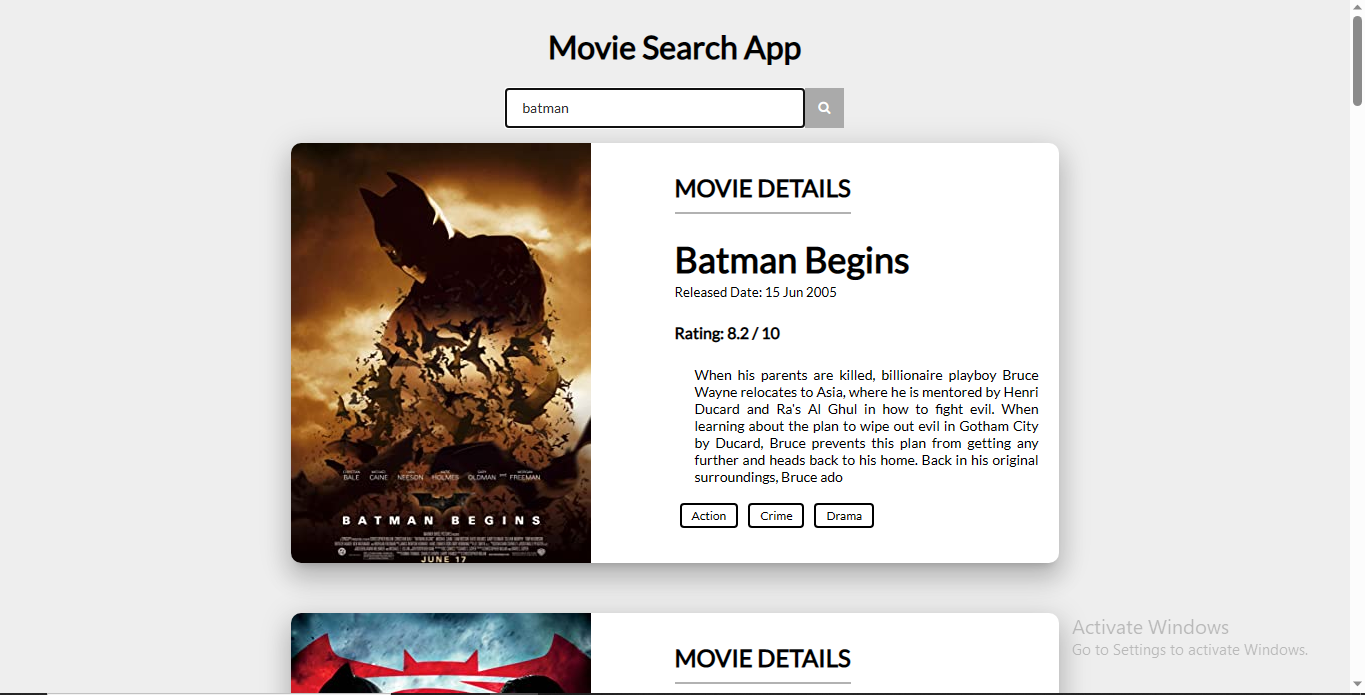 Movie Search App
batman
MOVIE DETAILS
Batman Begins
Released Date: 15 Jun 2005
Rating: 8.2 / 10
When his parents are killed, billionaire playboy Bruce
Wayne relocates to Asia, where he is mentored by Henri
Ducard and Ra's Al Ghul in how to fight evil. When
learning about the plan to wipe out evil in Gotham City
by Ducard, Bruce prevents this plan from getting any
further and heads back to his home. Back in his original
surroundings, Bruce ado
Action Crime Drama
BALE CAINE NEESON HOLMES OLDMAN FREEMAN
BATMAN BEGINS
JUNE 17
MOVIE DETAILS
Activate Windows
Go to Settings to activate Windows.